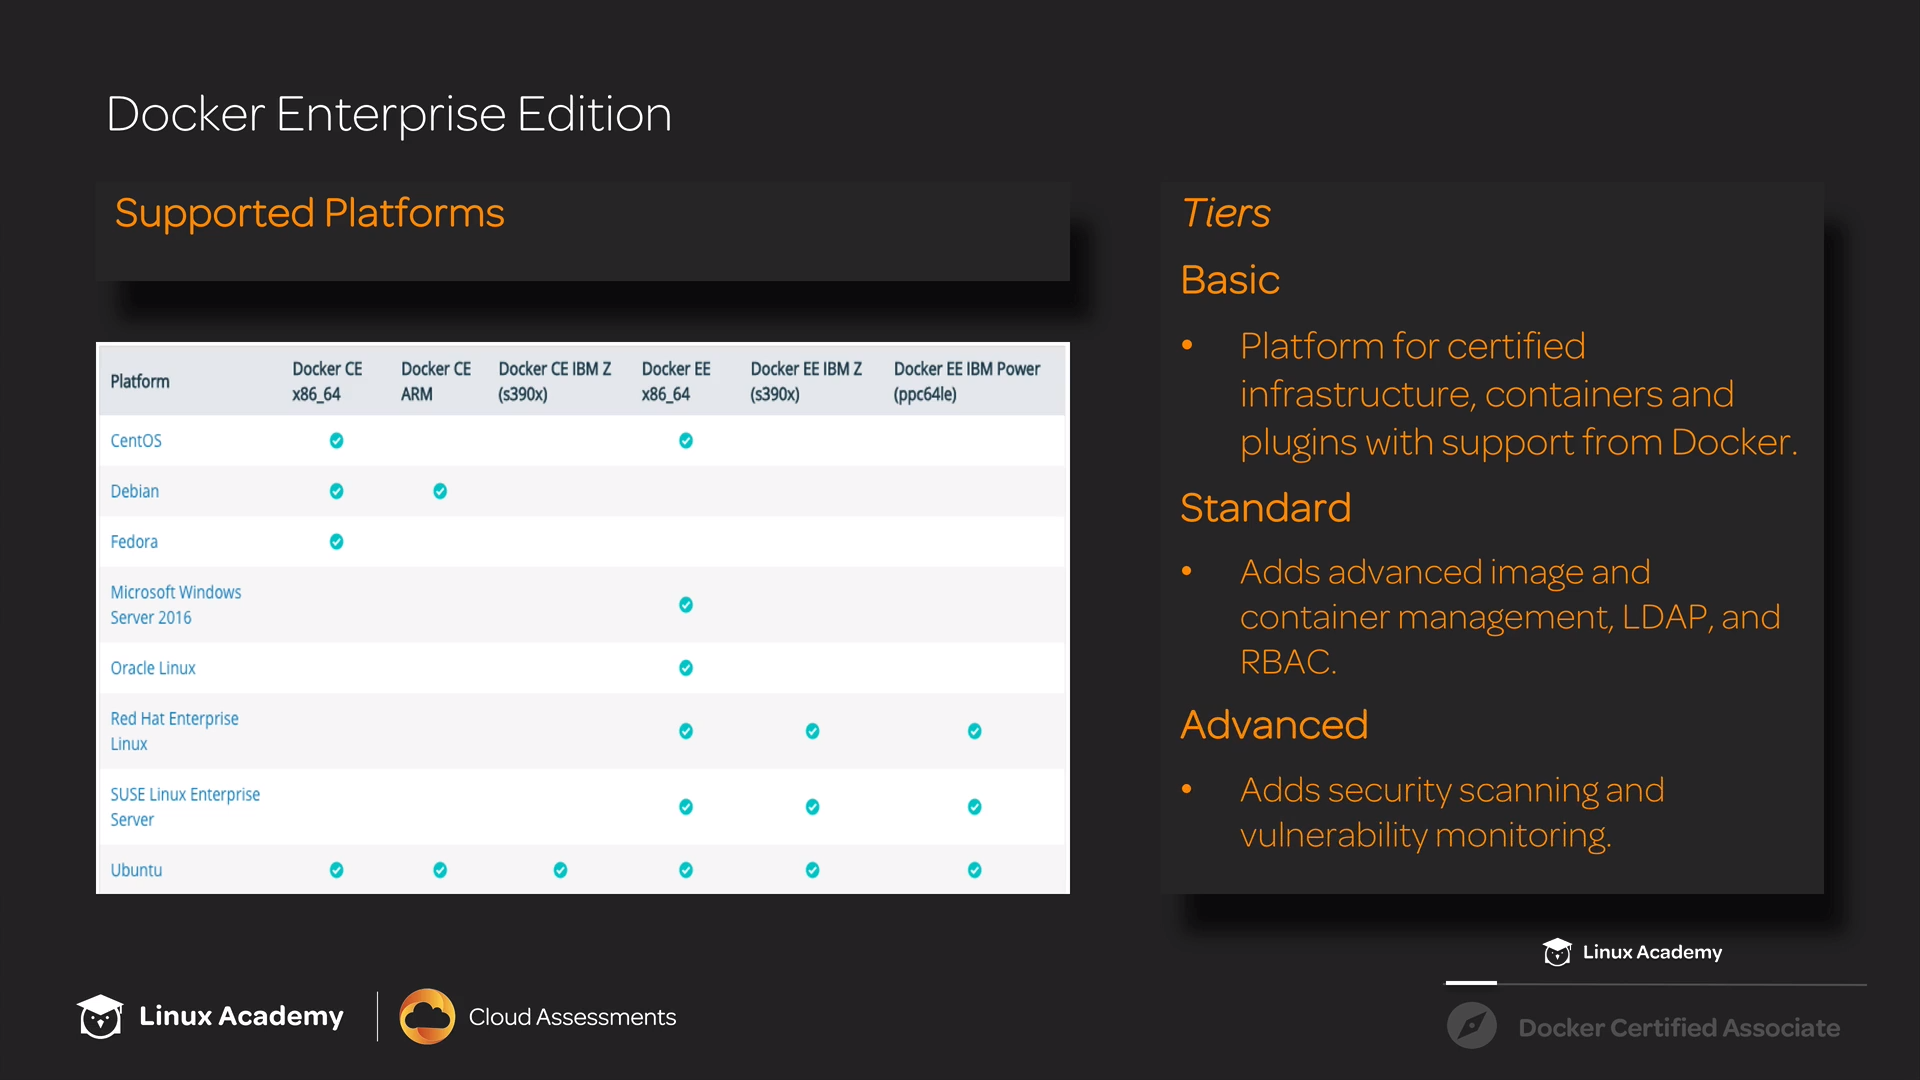 Docker Enterprise Edition
Supported Platforms
Platform
Docker CE x86_64
Docker CE ARM
Docker CE IBM Z (s390x)
Docker EE x86_64
Docker EE IBM Z (s390x)
Docker EE IBM Power (ppc64le)
CentOS
Debian
Fedora
Microsoft Windows
Server 2016
Oracle Linux
Red Hat Enterprise
Linux
SUSE Linux Enterprise
Server
Ubuntu
Tiers
Basic
• Platform for certified
infrastructure, containers and
plugins with support from Docker.
Standard
• Adds advanced image and
container management, LDAP, and
RBAC.
Advanced
• Adds security scanning and
vulnerability monitoring.
Linux Academy
Linux Academy
Cloud Assessments
Docker Certified Associate